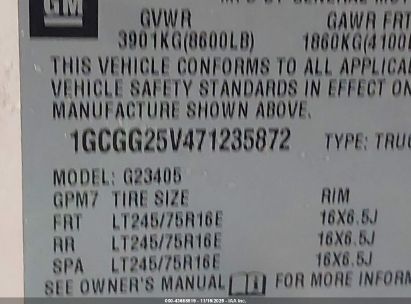 GM
GVWR GAWR FRT
3901KG(8600LB) 1860KG(4100
THIS VEHICLE CONFORMS TO ALL APPLICA
VEHICLE SAFETY STANDARDS IN EFFECT ON
MANUFACTURE SHOWN ABOVE.
1GCGG25V471235872 TYPE: TRUC
MODEL: G23405
GPM7 TIRE SIZE RIM
FRT LT245/75R16E 16X6.5J
RR LT245/75R16E 16X6.5J
SPA LT245/75R16E 16X6.5J
SEE OWNER'S MANUAL FOR MORE INFORM